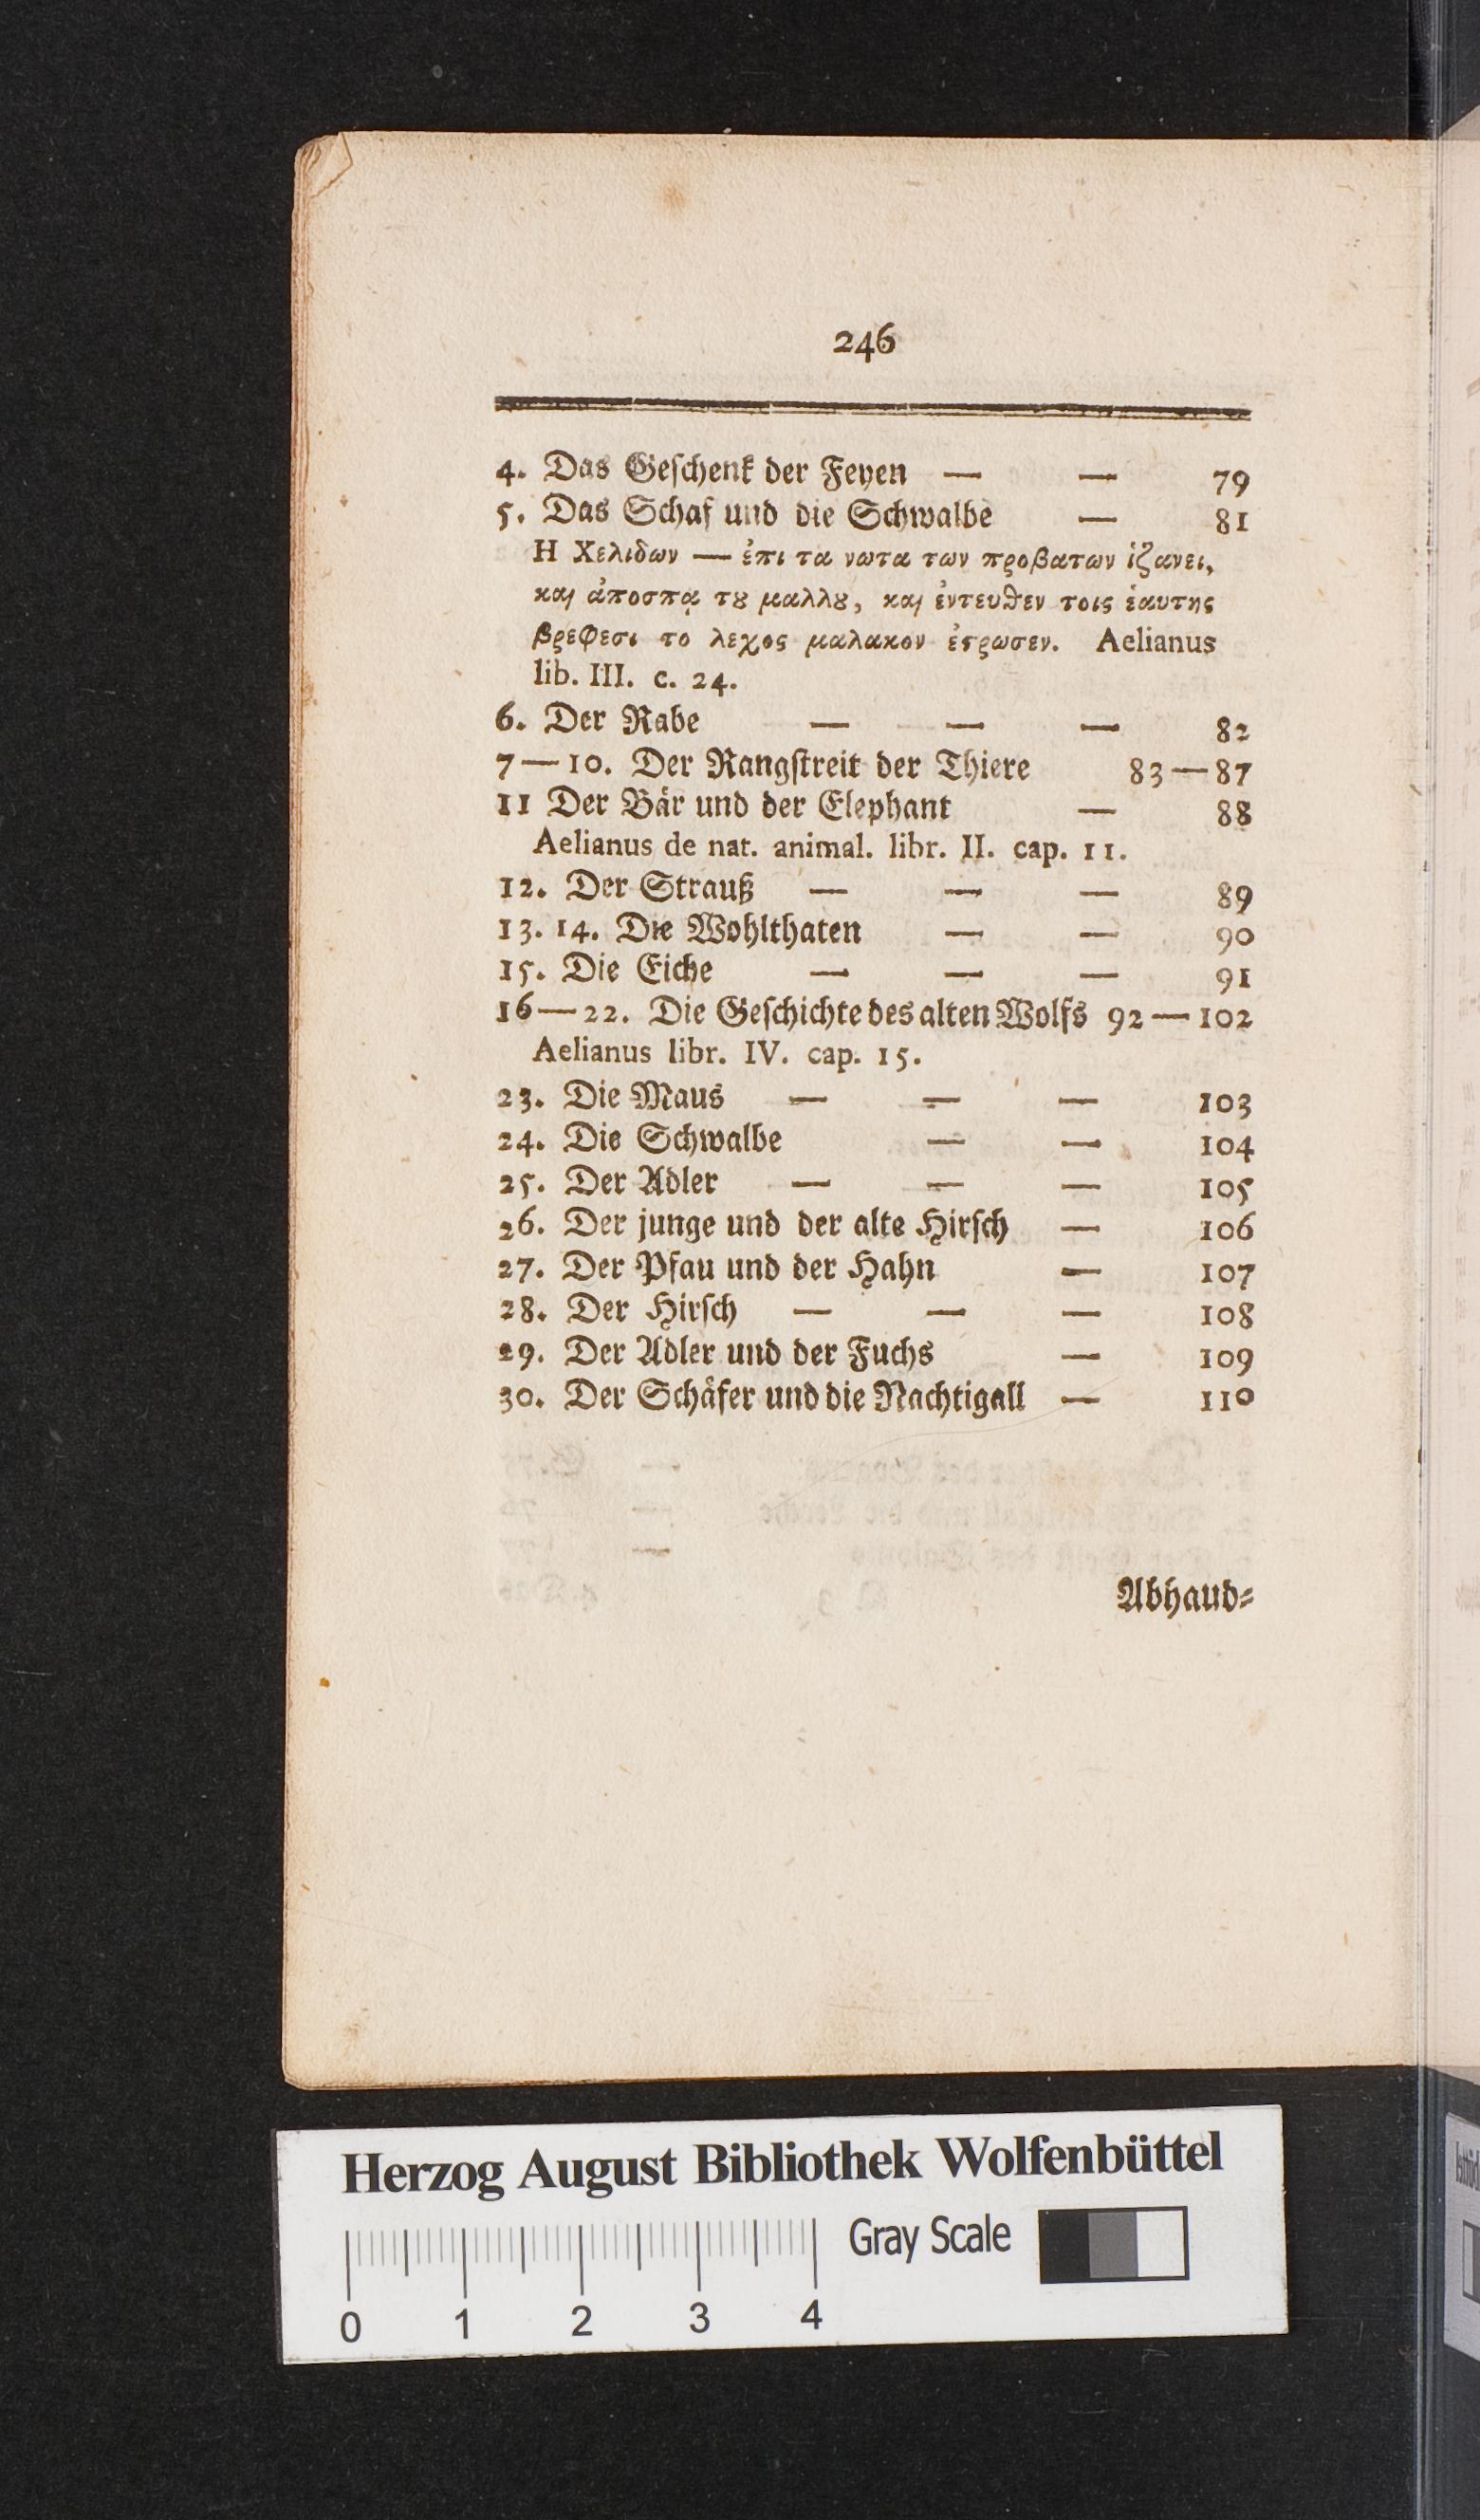 246
4. Das Geſchenk der Feyen — — 79
5. Das Schaf und die Schwalbe — 81
Η Χελιδων — ἐπι τα νωτα των προβατων ἱζανει,
και ἀποσπᾳ τȣ μαλλȣ, και ἐντευθεν τοις ἑαυτης
βρεφεσι το λεχος μαλακον ἐϛρωσεν. Aelianus
lib. III. c. 24.
6. Der Rabe — — — 82
7—10. Der Rangſtreit der Thiere 83—87
11 Der Bär und der Elephant — 88
Aelianus de nat. animal. libr. II. cap. 11.
12. Der Strauß — — — 89
13. 14. Die Wohlthaten — — 90
15. Die Eiche — — — 91
16—22. Die Geſchichte des alten Wolfs 92—102
Aelianus libr. IV. cap. 15.
23. Die Maus — — — 103
24. Die Schwalbe — — 104
25. Der Adler — — — 105
26. Der junge und der alte Hirſch — 106
27. Der Pfau und der Hahn — 107
28. Der Hirſch — — — 108
29. Der Adler und der Fuchs — 109
30. Der Schäfer und die Nachtigall — 110
Abhaud⸗
Herzog August Bibliothek Wolfenbüttel
Gray Scale
0 1 2 3 4